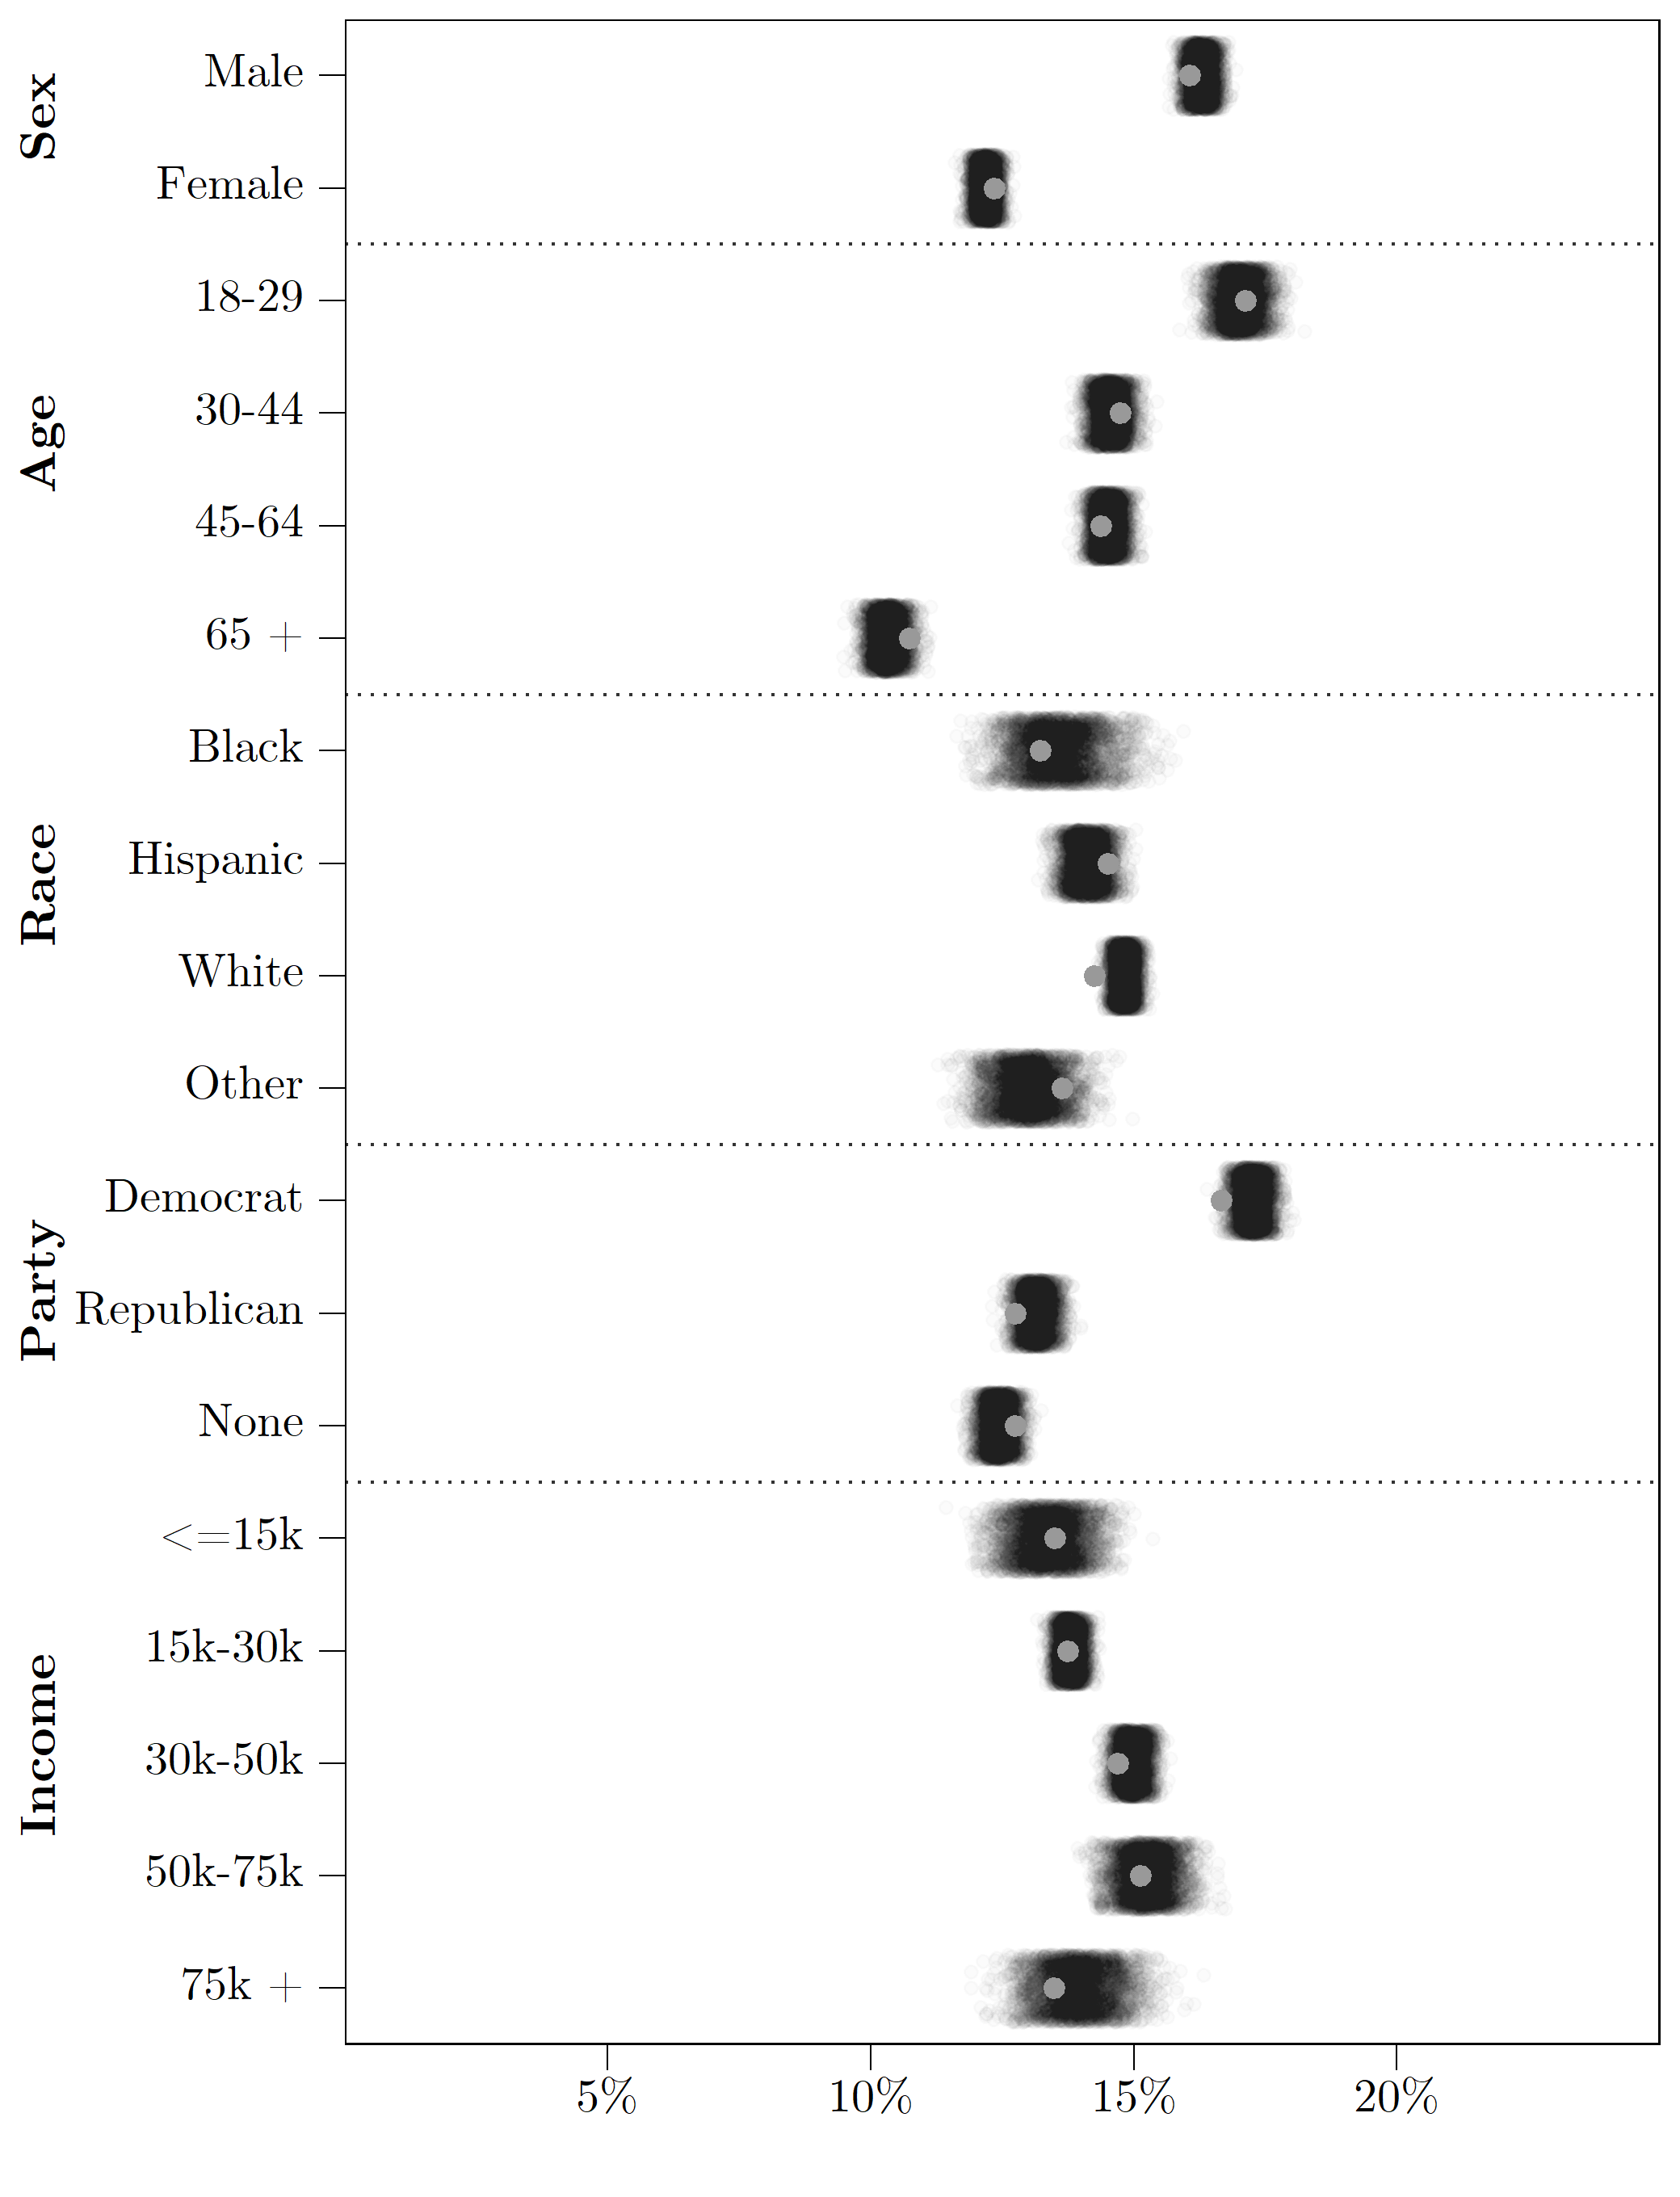 Sex
Male
Female
Age
18-29
30-44
45-64
65 +
Race
Black
Hispanic
White
Other
Party
Democrat
Republican
None
Income
<=15k
15k-30k
30k-50k
50k-75k
75k +
5% 10% 15% 20%